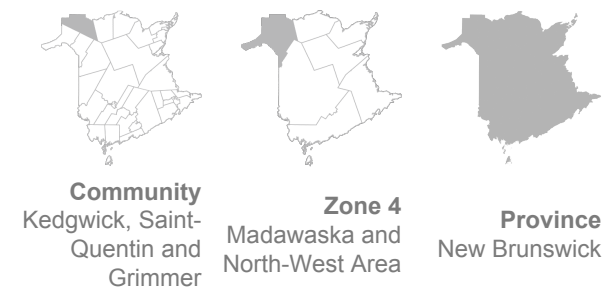 Community
Kedgwick, Saint-
Quentin and
Grimmer
Zone 4
Madawaska and
North-West Area
Province
New Brunswick